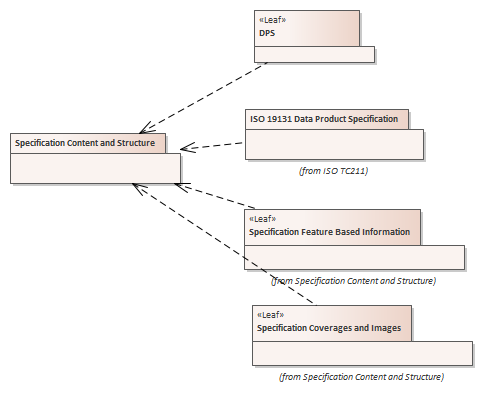 «Leaf»
DPS
ISO 19131 Data Product Specification
(from ISO TC211)
Specification Content and Structure
«Leaf»
Specification Feature Based Information
(from Specification Content and Structure)
«Leaf»
Specification Coverages and Images
(from Specification Content and Structure)